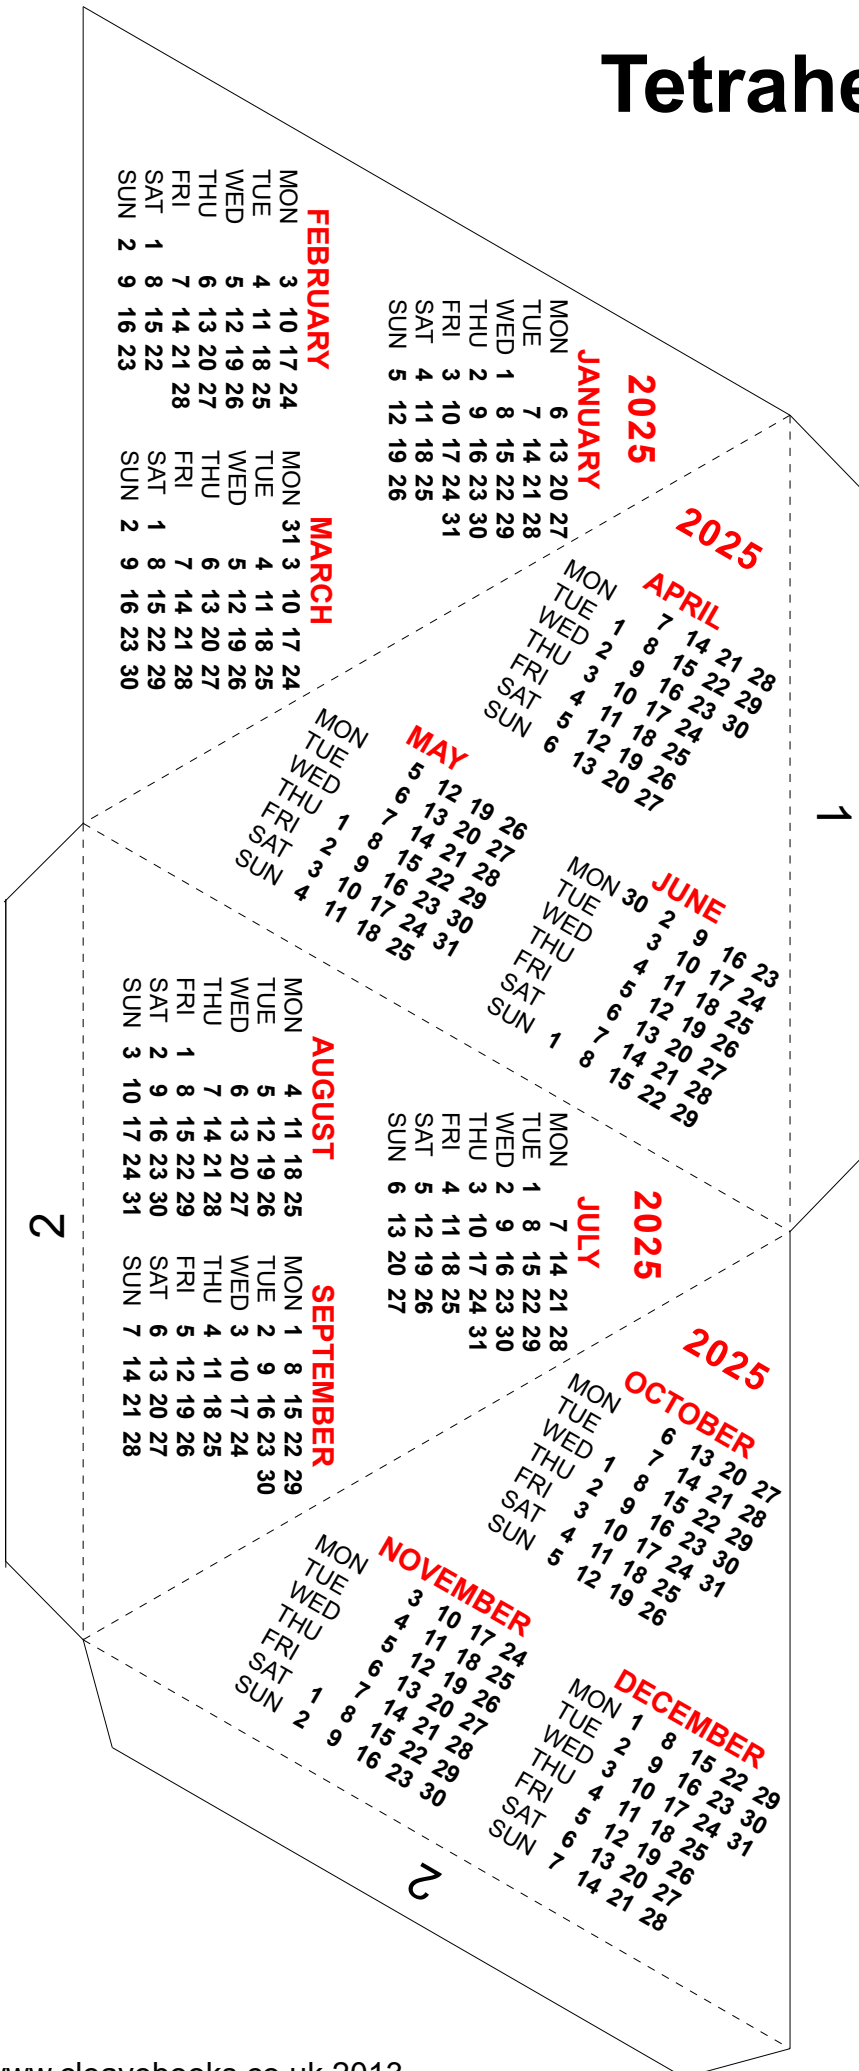 Tetrahe
2025
JANUARY
MON 6 13 20 27
TUE 7 14 21 28
WED 1 8 15 22 29
THU 2 9 16 23 30
FRI 3 10 17 24 31
SAT 4 11 18 25
SUN 5 12 19 26
FEBRUARY
MON 3 10 17 24
TUE 4 11 18 25
WED 5 12 19 26
THU 6 13 20 27
FRI 7 14 21 28
SAT 1 8 15 22
SUN 2 9 16 23
MARCH
MON 31 3 10 17 24
TUE 4 11 18 25
WED 5 12 19 26
THU 6 13 20 27
FRI 7 14 21 28
SAT 1 8 15 22 29
SUN 2 9 16 23 30
2025
APRIL
MON 7 14 21 28
TUE 1 8 15 22 29
WED 2 9 16 23 30
THU 3 10 17 24
FRI 4 11 18 25
SAT 5 12 19 26
SUN 6 13 20 27
MAY
MON 5 12 19 26
TUE 6 13 20 27
WED 7 14 21 28
THU 1 8 15 22 29
FRI 2 9 16 23 30
SAT 3 10 17 24 31
SUN 4 11 18 25
JUNE
MON 30 2 9 16 23
TUE 3 10 17 24
WED 4 11 18 25
THU 5 12 19 26
FRI 6 13 20 27
SAT 7 14 21 28
SUN 1 8 15 22 29
1
2025
JULY
MON 7 14 21 28
TUE 1 8 15 22 29
WED 2 9 16 23 30
THU 3 10 17 24 31
FRI 4 11 18 25
SAT 5 12 19 26
SUN 6 13 20 27
AUGUST
MON 4 11 18 25
TUE 5 12 19 26
WED 6 13 20 27
THU 7 14 21 28
FRI 1 8 15 22 29
SAT 2 9 16 23 30
SUN 3 10 17 24 31
SEPTEMBER
MON 1 8 15 22 29
TUE 2 9 16 23 30
WED 3 10 17 24
THU 4 11 18 25
FRI 5 12 19 26
SAT 6 13 20 27
SUN 7 14 21 28
2
2025
OCTOBER
MON 6 13 20 27
TUE 7 14 21 28
WED 1 8 15 22 29
THU 2 9 16 23 30
FRI 3 10 17 24 31
SAT 4 11 18 25
SUN 5 12 19 26
NOVEMBER
MON 3 10 17 24
TUE 4 11 18 25
WED 5 12 19 26
THU 6 13 20 27
FRI 7 14 21 28
SAT 1 8 15 22 29
SUN 2 9 16 23 30
DECEMBER
MON 1 8 15 22 29
TUE 2 9 16 23 30
WED 3 10 17 24 31
THU 4 11 18 25
FRI 5 12 19 26
SAT 6 13 20 27
SUN 7 14 21 28
2
www.cleavebooks.co.uk 2013